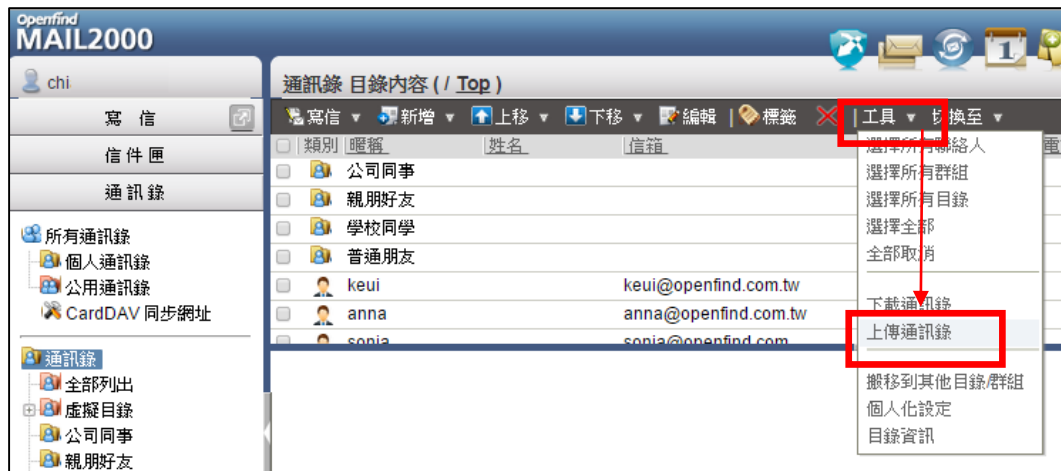 Openfind
MAIL2000
chi
寫 信
信件匣
通訊錄
所有通訊錄
個人通訊錄
公用通訊錄
CardDAV 同步網址
通訊錄
全部列出
虛擬目錄
公司同事
親朋好友
通訊錄 目錄內容 ( / Top )
寫信 ▼ 新增 ▼ 上移 ▼ 下移 ▼ 編輯 | 標籤 | 工具 ▼ 切換至 ▼
類別 暱稱 姓名 信箱 電
公司同事
親朋好友
學校同學
普通朋友
keui keui@openfind.com.tw
anna anna@openfind.com.tw
sonia sonia@openfind.com
選擇所有聯絡人
選擇所有群組
選擇所有目錄
選擇全部
全部取消
下載通訊錄
上傳通訊錄
搬移到其他目錄/群組
個人化設定
目錄資訊